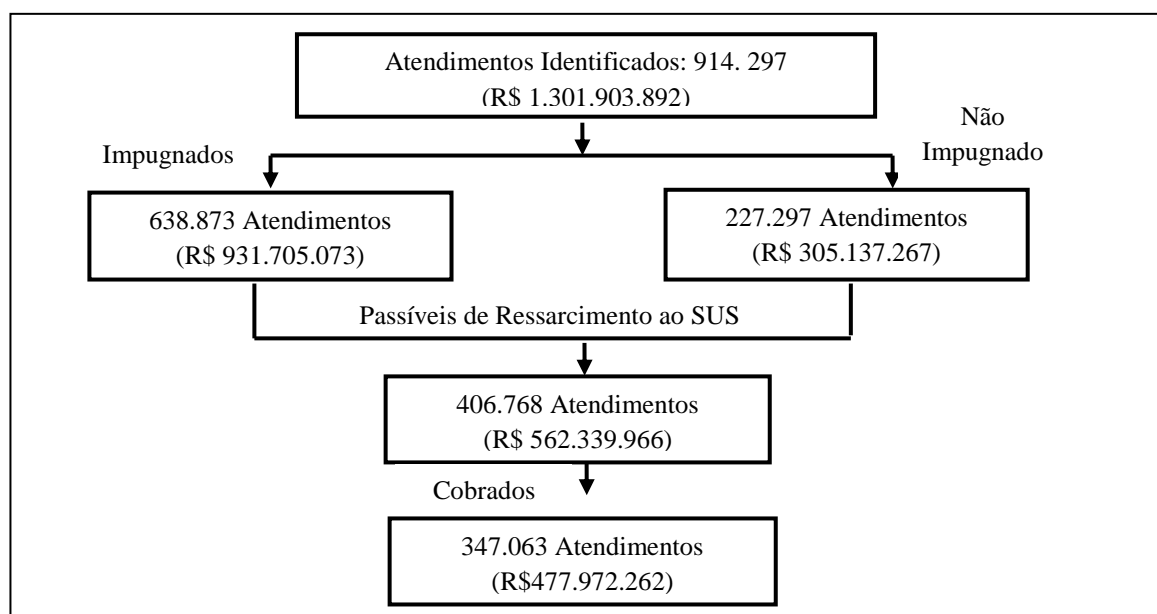 Atendimentos Identificados: 914. 297
(R$ 1.301.903.892)
Impugnados
Não
Impugnado
638.873 Atendimentos
(R$ 931.705.073)
227.297 Atendimentos
(R$ 305.137.267)
Passíveis de Ressarcimento ao SUS
406.768 Atendimentos
(R$ 562.339.966)
Cobrados
347.063 Atendimentos
(R$477.972.262)